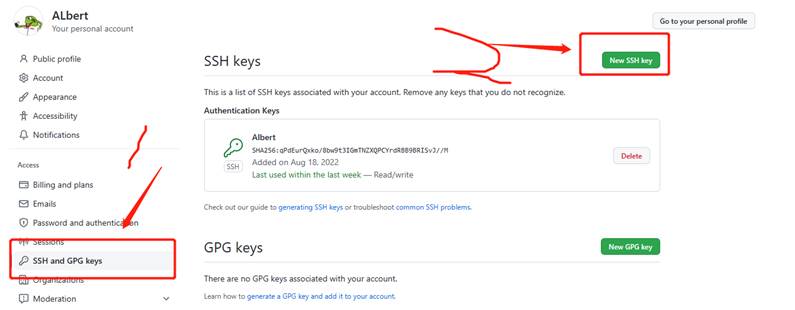 ALbert
Your personal account
Go to your personal profile
Public profile
Account
Appearance
Accessibility
Notifications
Access
Billing and plans
Emails
Password and authentication
Sessions
SSH and GPG keys
Organizations
Moderation
SSH keys
New SSH key
This is a list of SSH keys associated with your account. Remove any keys that you do not recognize.
Authentication Keys
Albert
SHA256:qPdEurQxko/8bw9t3IGmTNZXQPCYrdRBB9BRISvJ//M
Added on Aug 18, 2022
Last used within the last week — Read/write
SSH
Delete
Check out our guide to generating SSH keys or troubleshoot common SSH problems.
GPG keys
New GPG key
There are no GPG keys associated with your account.
Learn how to generate a GPG key and add it to your account.